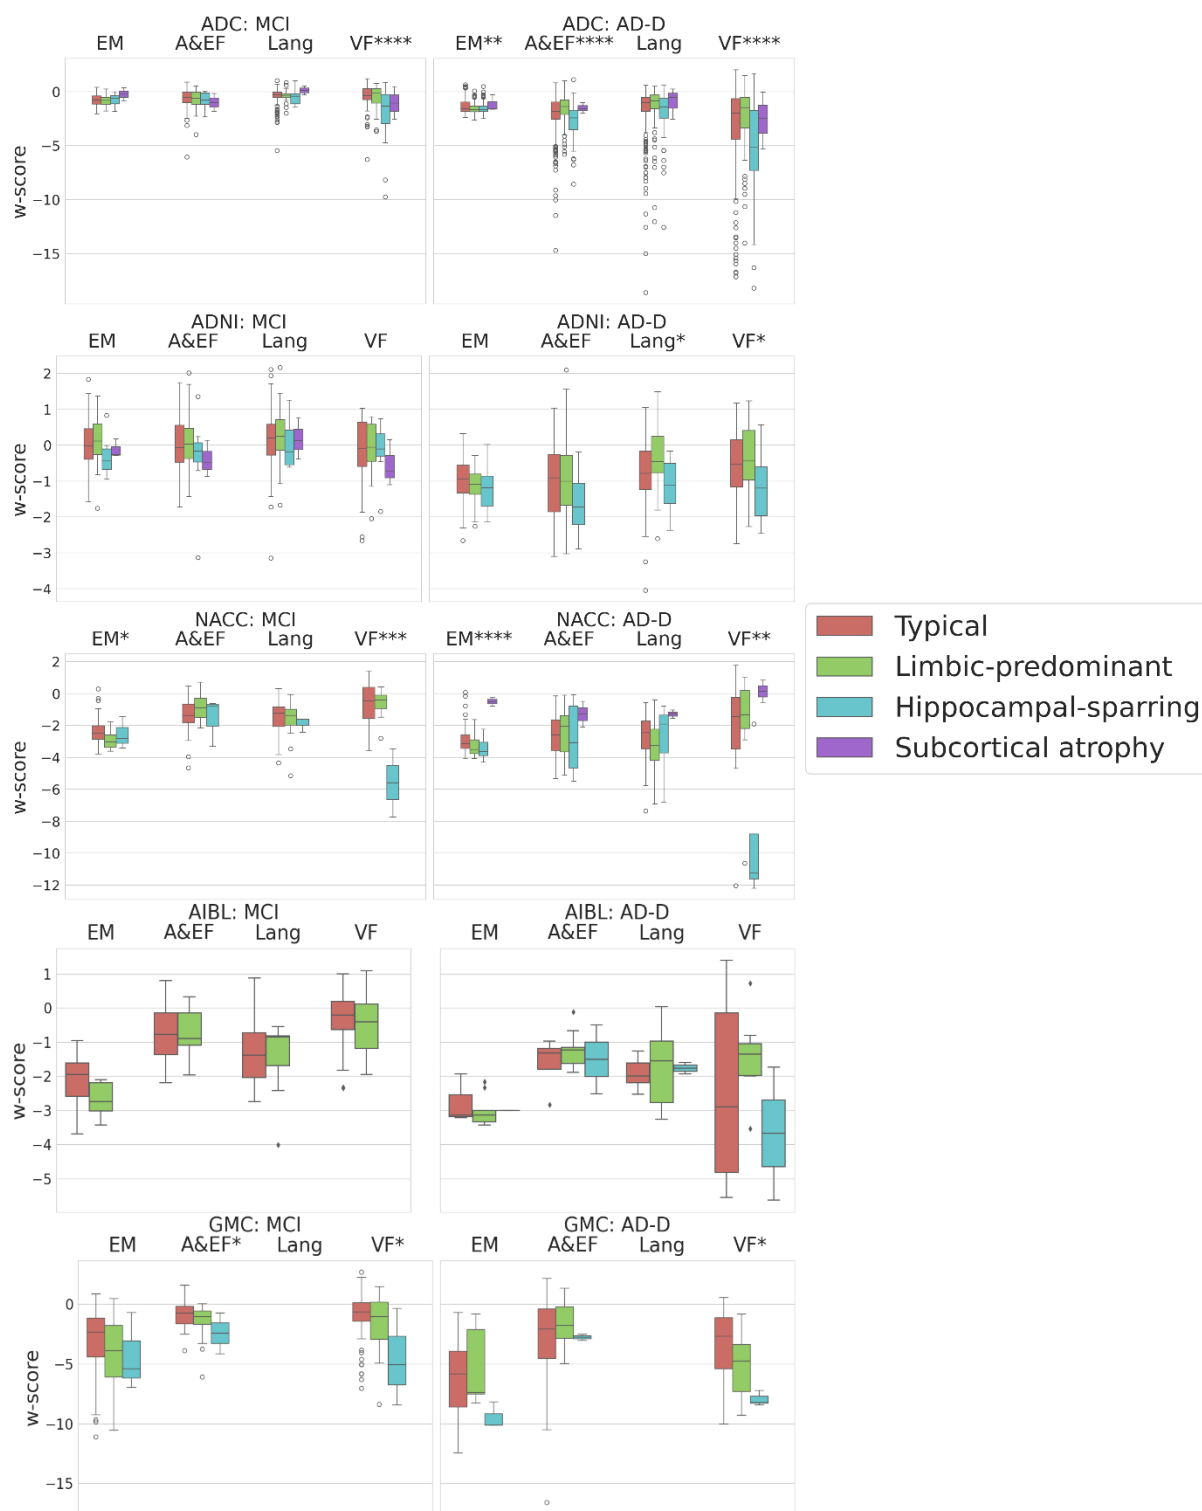 ADC: MCI
EM A&EF Lang VF****
0
−5
−10
−15
w-score
ADC: AD-D
EM** A&EF**** Lang VF****
ADNI: MCI
EM A&EF Lang VF
2
1
0
−1
−2
−3
−4
w-score
ADNI: AD-D
EM A&EF Lang* VF*
NACC: MCI
EM* A&EF Lang VF***
2
0
−2
−4
−6
−8
−10
−12
w-score
NACC: AD-D
EM**** A&EF Lang VF**
Typical
Limbic-predominant
Hippocampal-sparring
Subcortical atrophy
AIBL: MCI
EM A&EF Lang VF
1
0
−1
−2
−3
−4
−5
w-score
AIBL: AD-D
EM A&EF Lang VF
GMC: MCI
EM A&EF* Lang VF*
0
−5
−10
−15
w-score
GMC: AD-D
EM A&EF Lang VF*